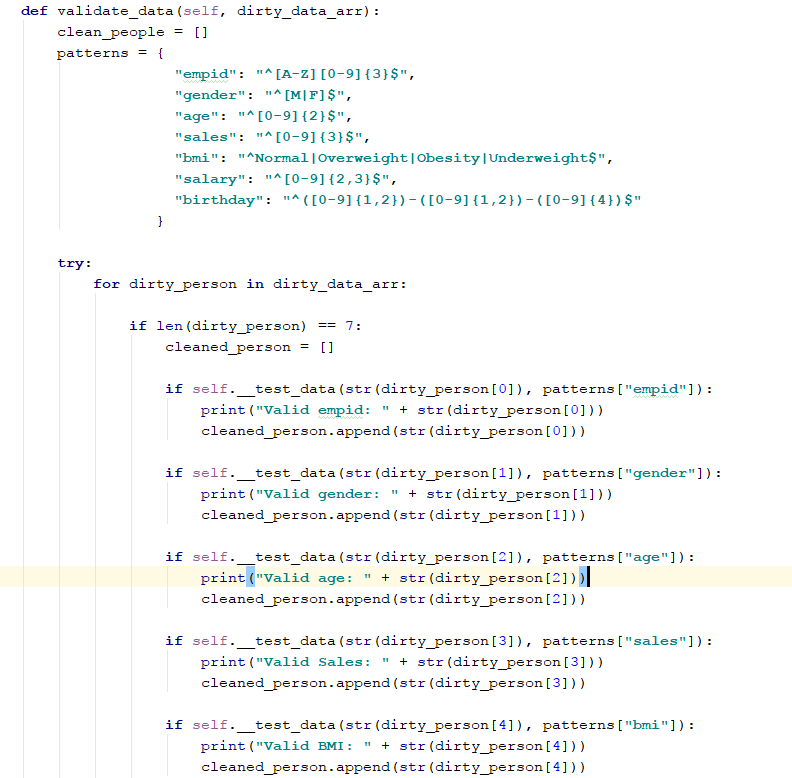 def validate_data(self, dirty_data_arr):
    clean_people = []
    patterns = {
                "empid": "^[A-Z][0-9]{3}$",
                "gender": "^[M|F]$",
                "age": "^[0-9]{2}$",
                "sales": "^[0-9]{3}$",
                "bmi": "^Normal|Overweight|Obesity|Underweight$",
                "salary": "^[0-9]{2,3}$",
                "birthday": "^([0-9]{1,2})-([0-9]{1,2})-([0-9]{4})$"
               }
    try:
        for dirty_person in dirty_data_arr:
            if len(dirty_person) == 7:
                cleaned_person = []
                if self.__test_data(str(dirty_person[0]), patterns["empid"]):
                    print("Valid empid: " + str(dirty_person[0]))
                    cleaned_person.append(str(dirty_person[0]))
                if self.__test_data(str(dirty_person[1]), patterns["gender"]):
                    print("Valid gender: " + str(dirty_person[1]))
                    cleaned_person.append(str(dirty_person[1]))
                if self.__test_data(str(dirty_person[2]), patterns["age"]):
                    print("Valid age: " + str(dirty_person[2]))
                    cleaned_person.append(str(dirty_person[2]))
                if self.__test_data(str(dirty_person[3]), patterns["sales"]):
                    print("Valid Sales: " + str(dirty_person[3]))
                    cleaned_person.append(str(dirty_person[3]))
                if self.__test_data(str(dirty_person[4]), patterns["bmi"]):
                    print("Valid BMI: " + str(dirty_person[4]))
                    cleaned_person.append(str(dirty_person[4]))